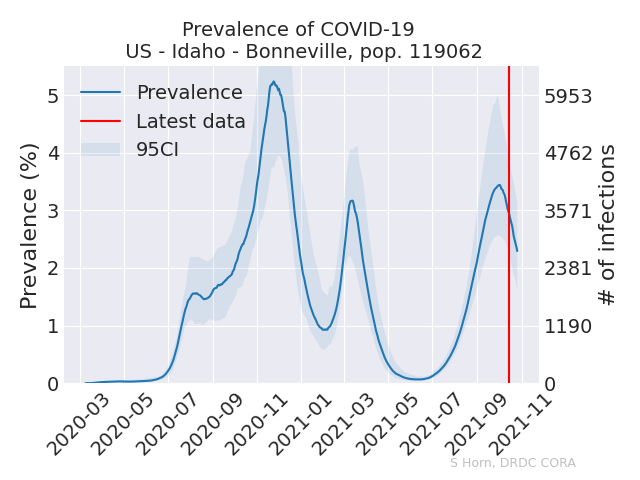 Prevalence of COVID-19
US - Idaho - Bonneville, pop. 119062
Prevalence
Latest data
95CI
Prevalence (%)
5
4
3
2
1
0
5953
4762
3571
2381
1190
0
# of infections
2020-03
2020-05
2020-07
2020-09
2020-11
2021-01
2021-03
2021-05
2021-07
2021-09
2021-11
S Horn, DRDC CORA